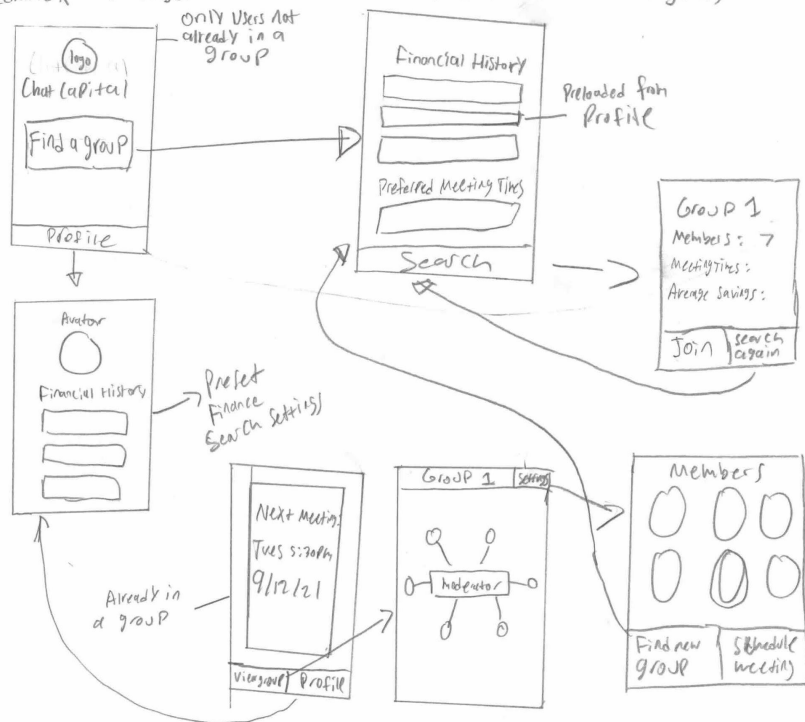 only Users not
already in a
group
logo
Chat Capital
Find a group
Profile
Financial History
Preloaded from
Profile
Preferred Meeting Times
Search
Group 1
Members: 7
Meeting Times:
Average Savings:
Join
search
again
Avatar
Financial History
Preset
Finance
Search Settings
Already in
a group
Next Meeting:
Tues 5:30pm
9/12/21
View group
Profile
Group 1
Settings
Moderator
Members
Find new
group
Schedule
meeting